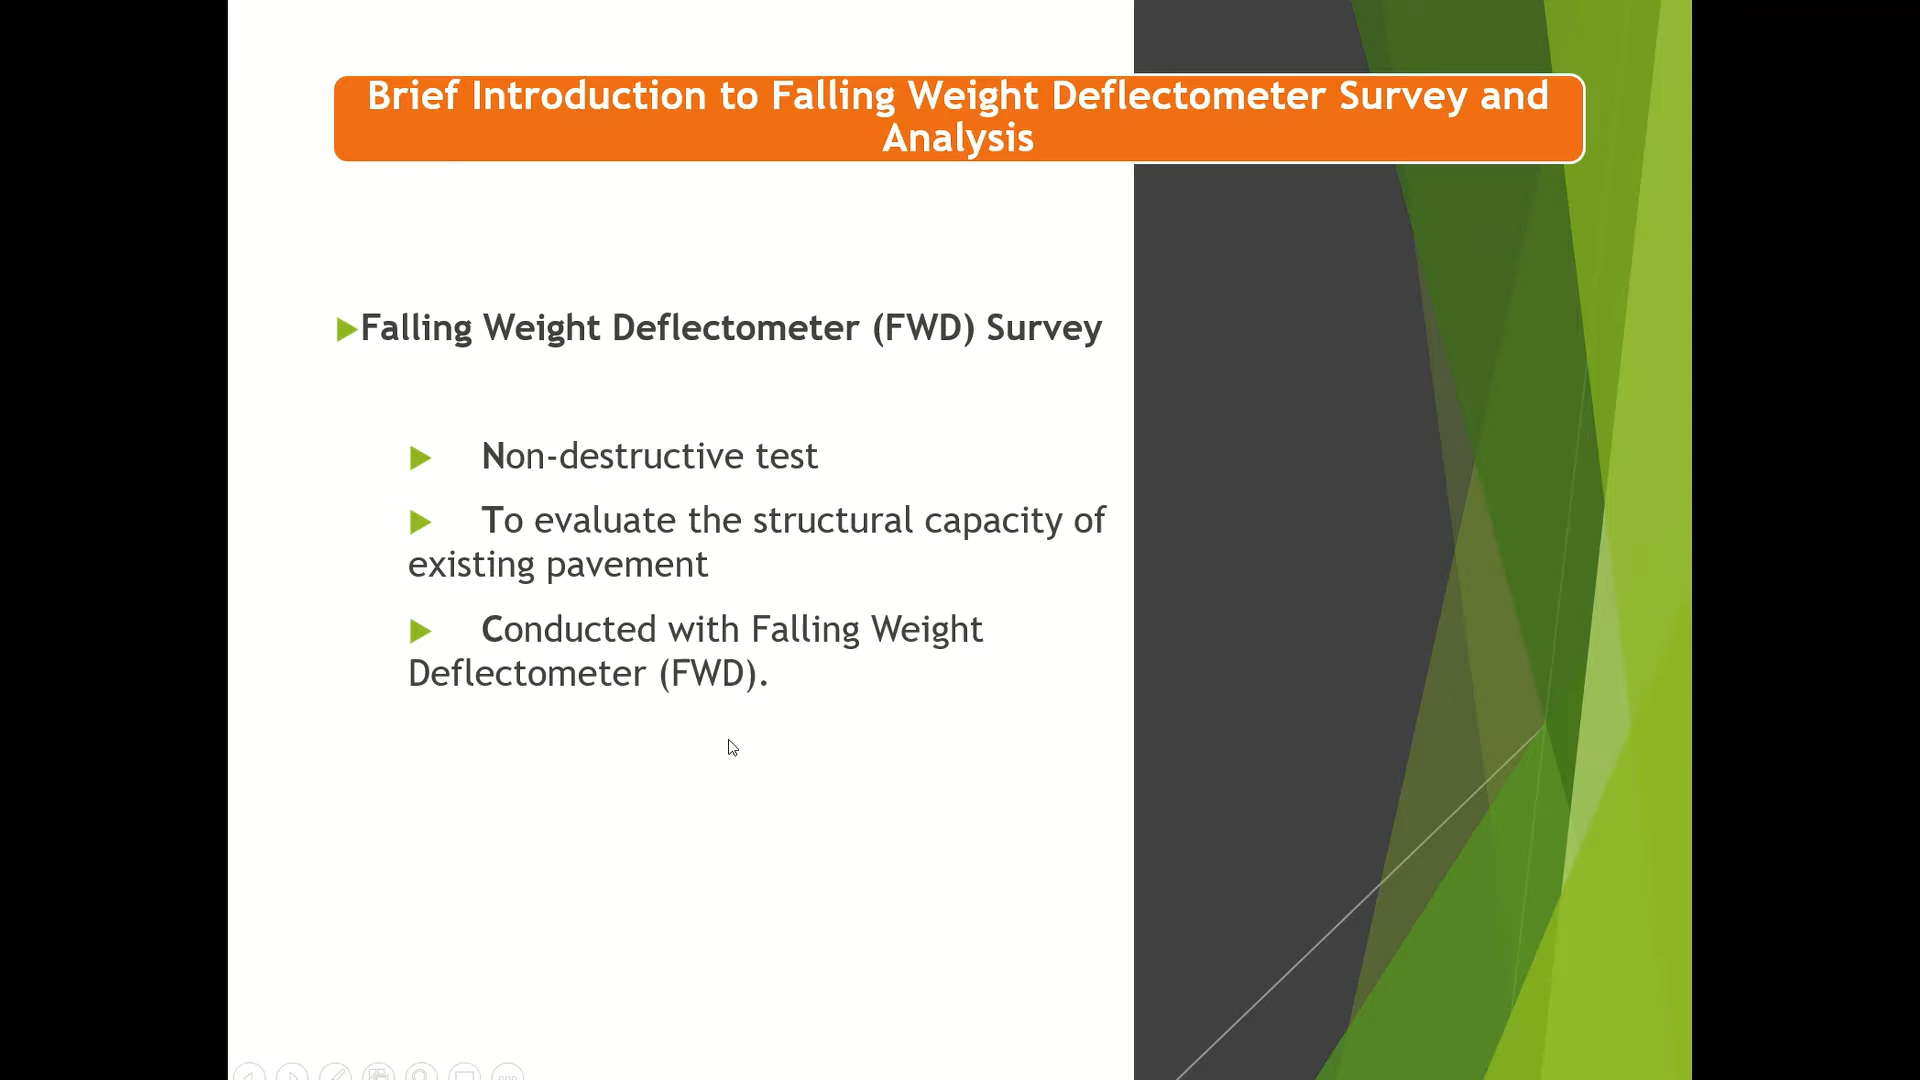 Brief Introduction to Falling Weight Deflectometer Survey and
Analysis
Falling Weight Deflectometer (FWD) Survey
Non-destructive test
To evaluate the structural capacity of
existing pavement
Conducted with Falling Weight
Deflectometer (FWD).